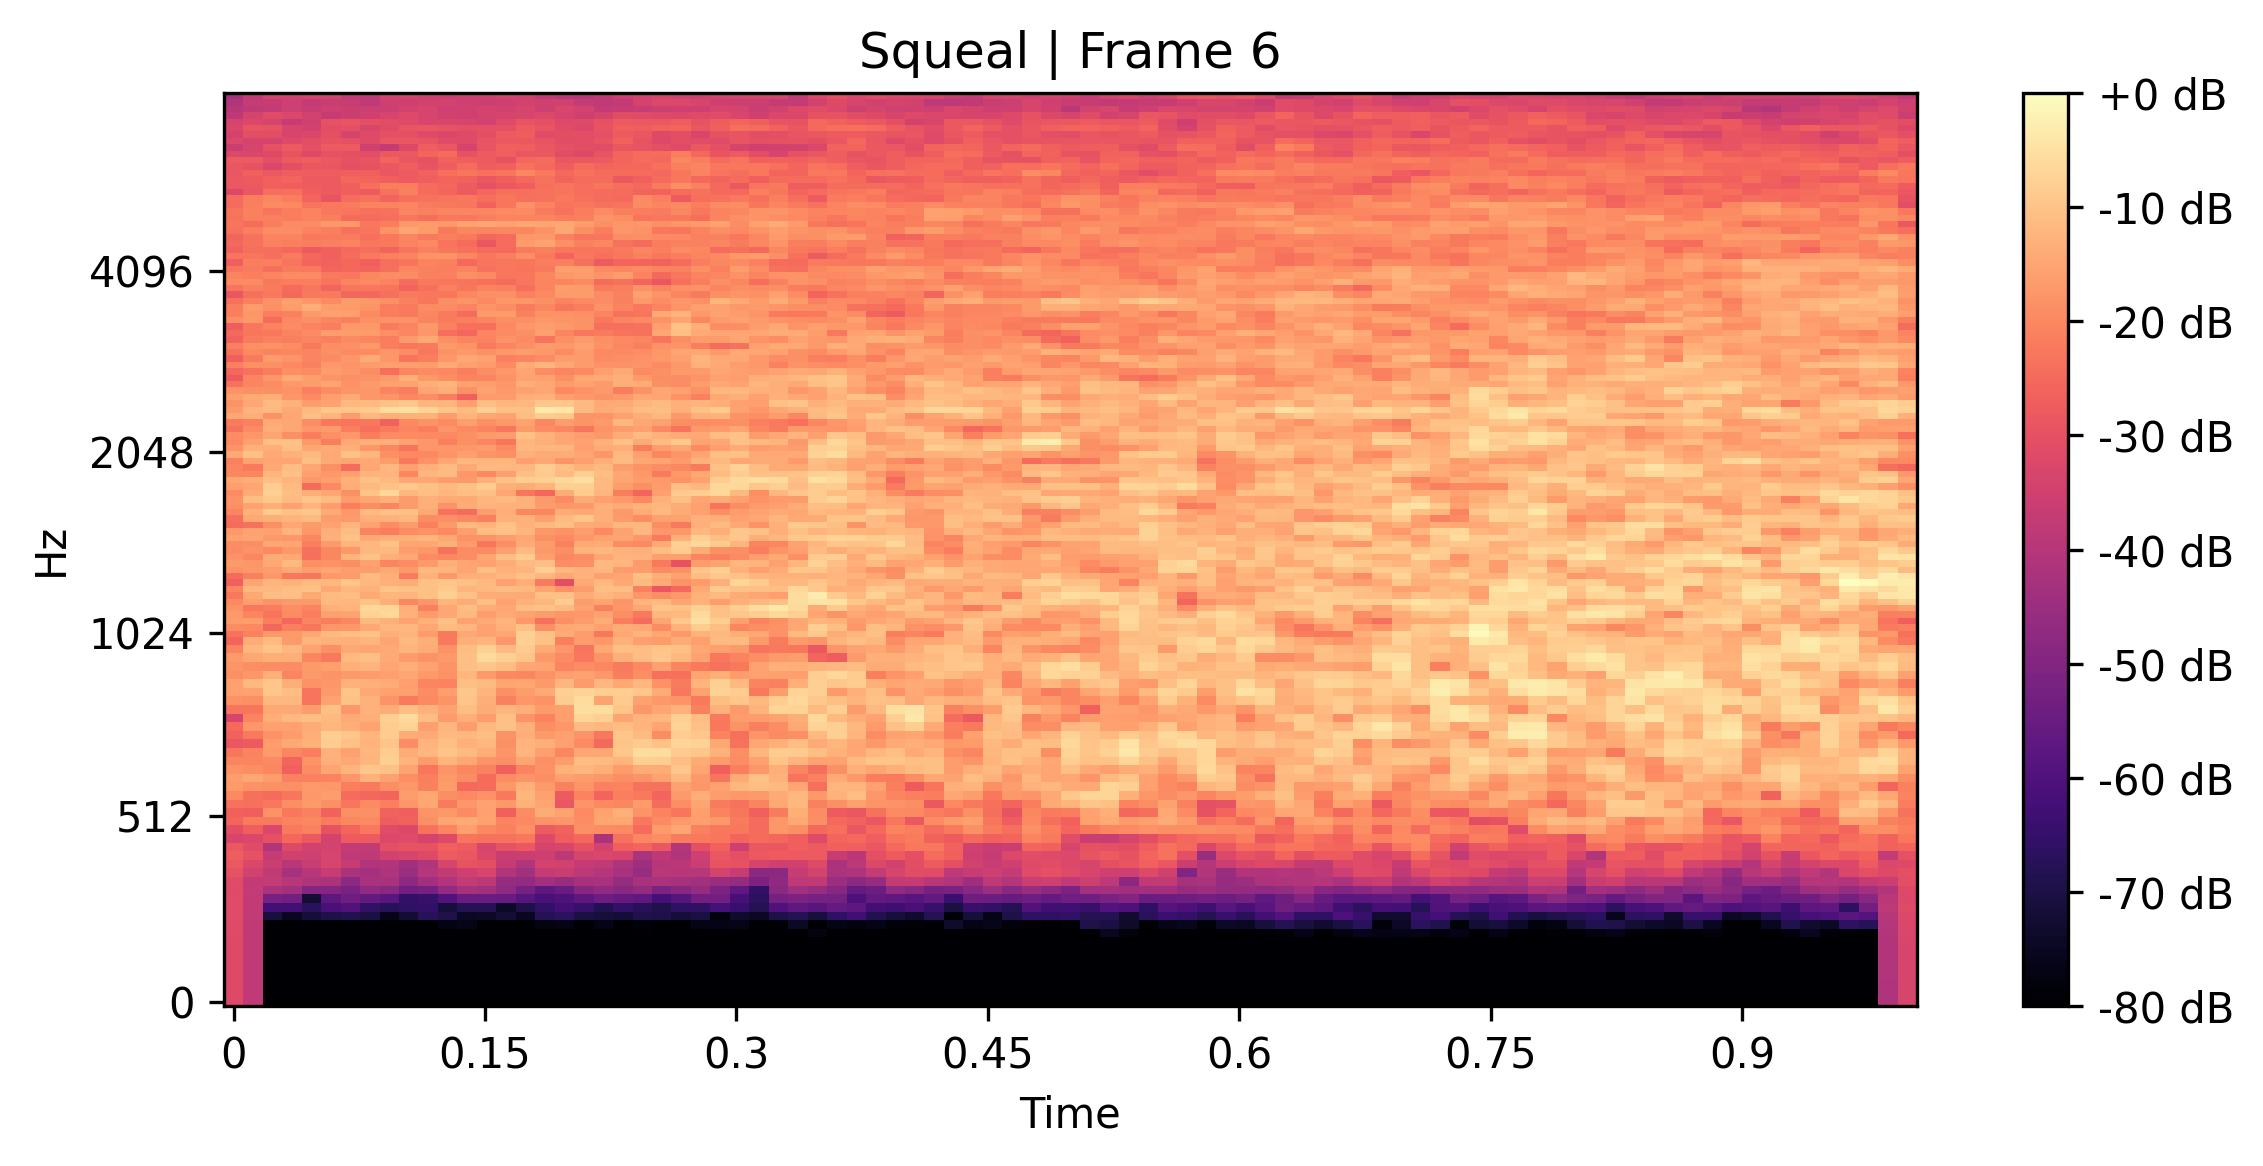 Squeal | Frame 6
+0 dB
-10 dB
-20 dB
-30 dB
-40 dB
-50 dB
-60 dB
-70 dB
-80 dB
Hz
4096
2048
1024
512
0
0 0.15 0.3 0.45 0.6 0.75 0.9
Time